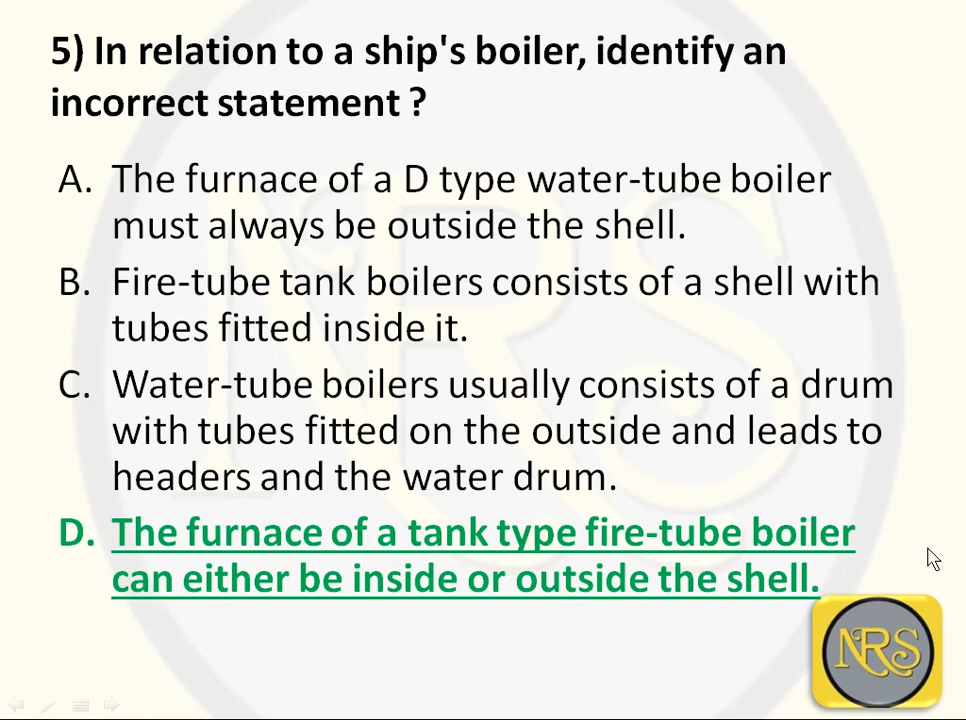 5) In relation to a ship's boiler, identify an
incorrect statement ?
A. The furnace of a D type water-tube boiler
must always be outside the shell.
B. Fire-tube tank boilers consists of a shell with
tubes fitted inside it.
C. Water-tube boilers usually consists of a drum
with tubes fitted on the outside and leads to
headers and the water drum.
D. The furnace of a tank type fire-tube boiler
can either be inside or outside the shell.
NRS